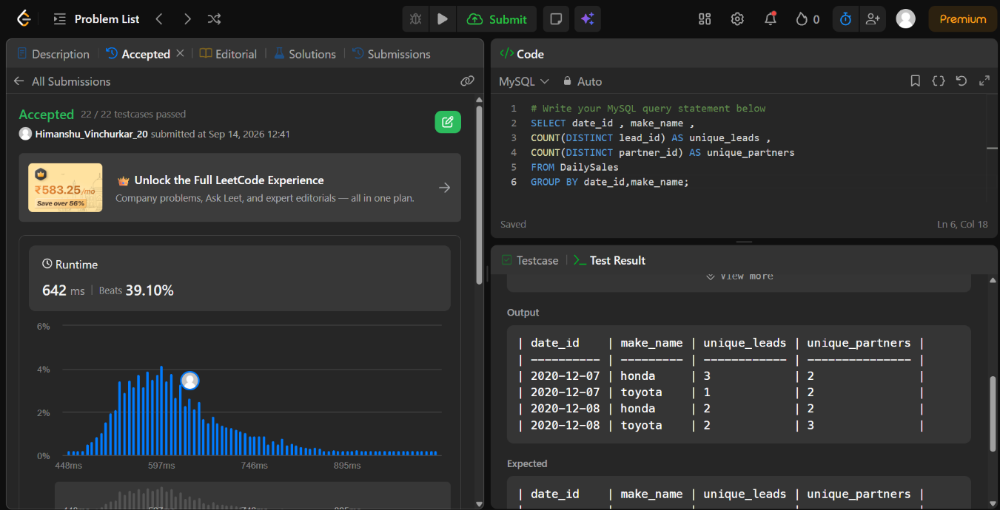 Problem List
Submit
0
Premium
Description
Accepted
Editorial
Solutions
Submissions
All Submissions
Accepted 22 / 22 testcases passed
Himanshu_Vinchurkar_20 submitted at Sep 14, 2026 12:41
₹583.25/mo
Save over 56%
Unlock the Full LeetCode Experience
Company problems, Ask Leet, and expert editorials — all in one plan.
Runtime
642 ms | Beats 39.10%
6%
4%
2%
0%
448ms 597ms 746ms 895ms
</> Code
MySQL Auto
1 # Write your MySQL query statement below
2 SELECT date_id , make_name ,
3 COUNT(DISTINCT lead_id) AS unique_leads ,
4 COUNT(DISTINCT partner_id) AS unique_partners
5 FROM DailySales
6 GROUP BY date_id,make_name;
Saved
Ln 6, Col 18
Testcase
Test Result
View more
Output
| date_id | make_name | unique_leads | unique_partners |
| ---------- | --------- | ------------ | --------------- |
| 2020-12-07 | honda | 3 | 2 |
| 2020-12-07 | toyota | 1 | 2 |
| 2020-12-08 | honda | 2 | 2 |
| 2020-12-08 | toyota | 2 | 3 |
Expected
| date_id | make_name | unique_leads | unique_partners |